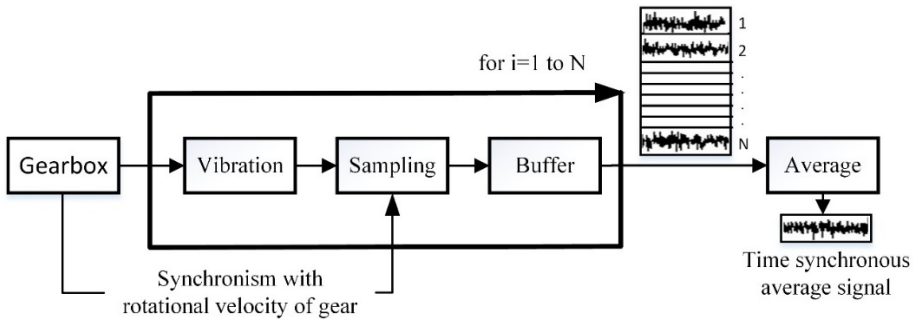 for i=1 to N
1
2
.
.
.
.
N
Gearbox
Vibration
Sampling
Buffer
Average
Synchronism with
rotational velocity of gear
Time synchronous
average signal